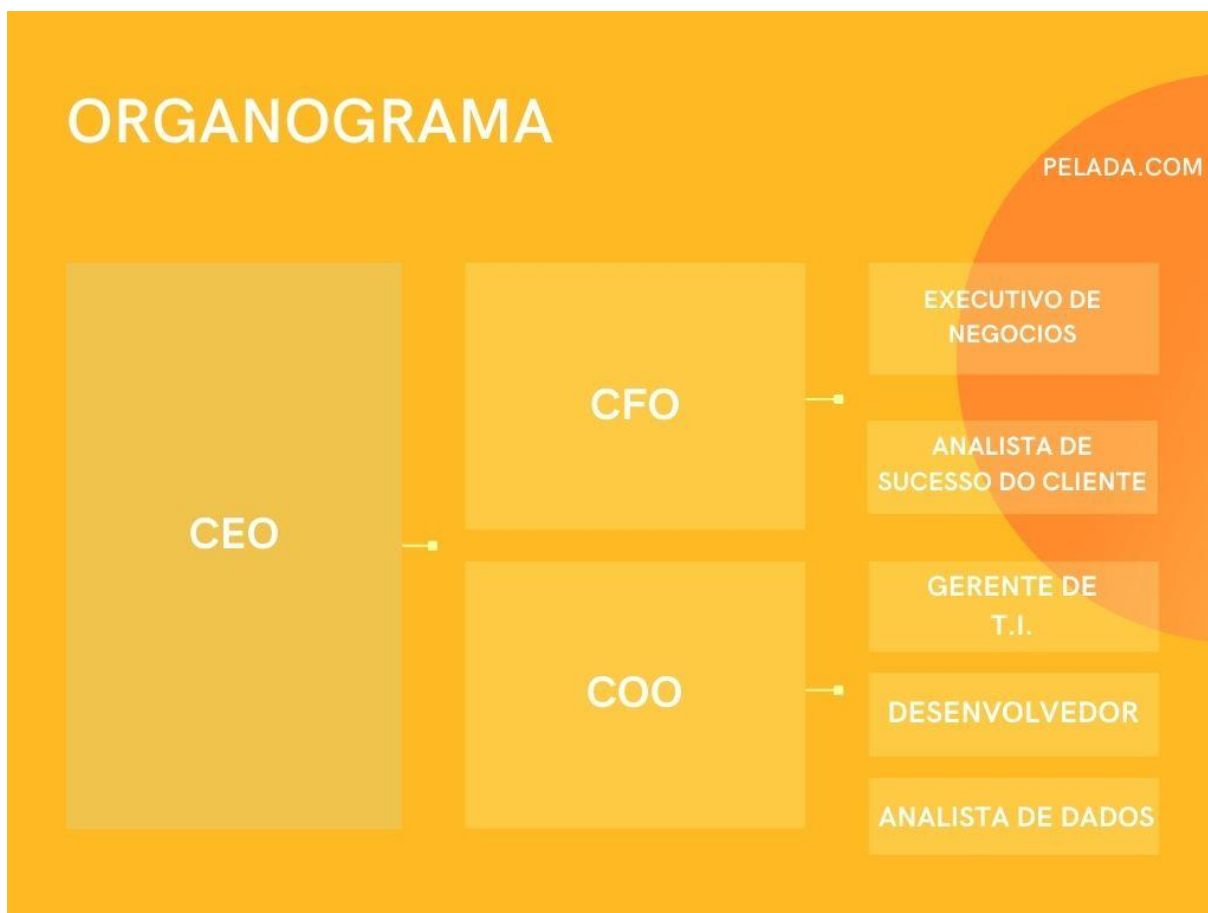 ORGANOGRAMA
PELADA.COM
CEO
CFO
COO
EXECUTIVO DE
NEGOCIOS
ANALISTA DE
SUCESSO DO CLIENTE
GERENTE DE
T.I.
DESENVOLVEDOR
ANALISTA DE DADOS